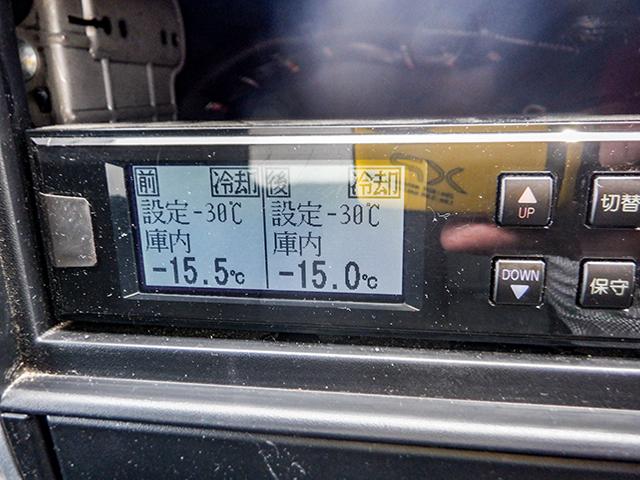 前 冷却 後 冷却
設定-30℃ 設定-30℃
庫内 庫内
-15.5℃ -15.0℃
UP
切替
DOWN
保守